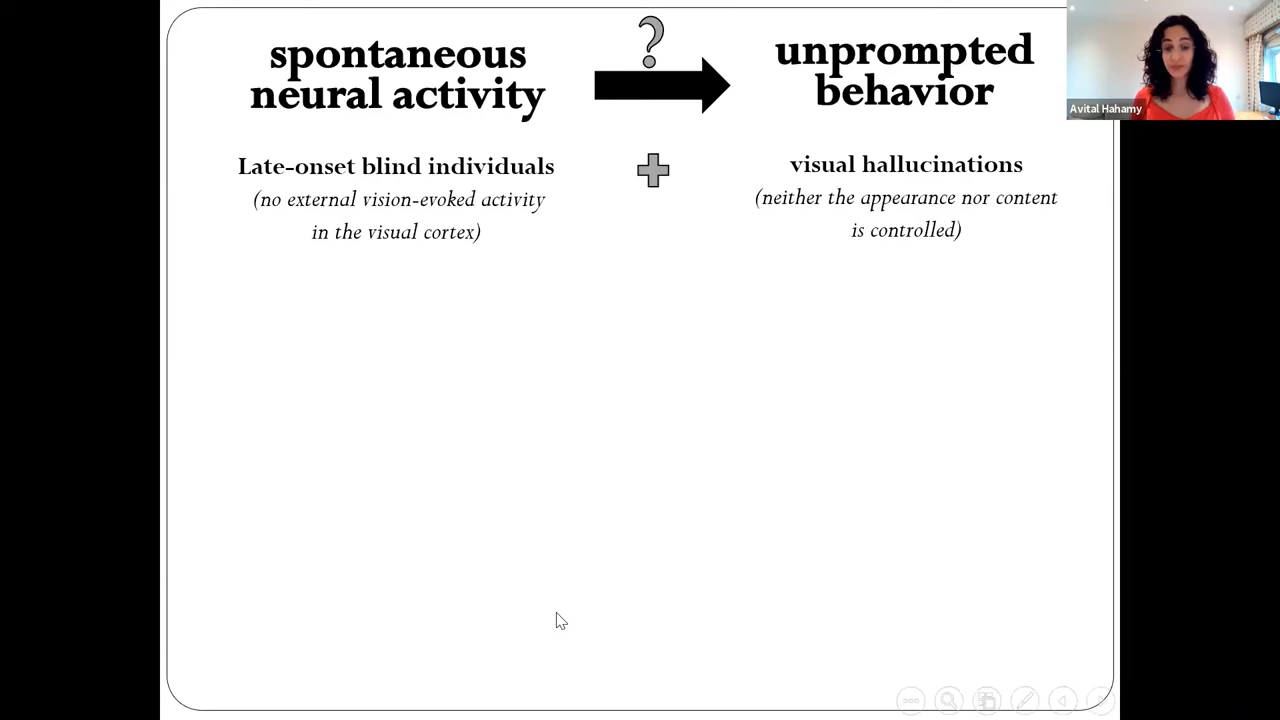 spontaneous
neural activity
?
unprompted
behavior
Avital Hahamy
Late-onset blind individuals
(no external vision-evoked activity
in the visual cortex)
visual hallucinations
(neither the appearance nor content
is controlled)